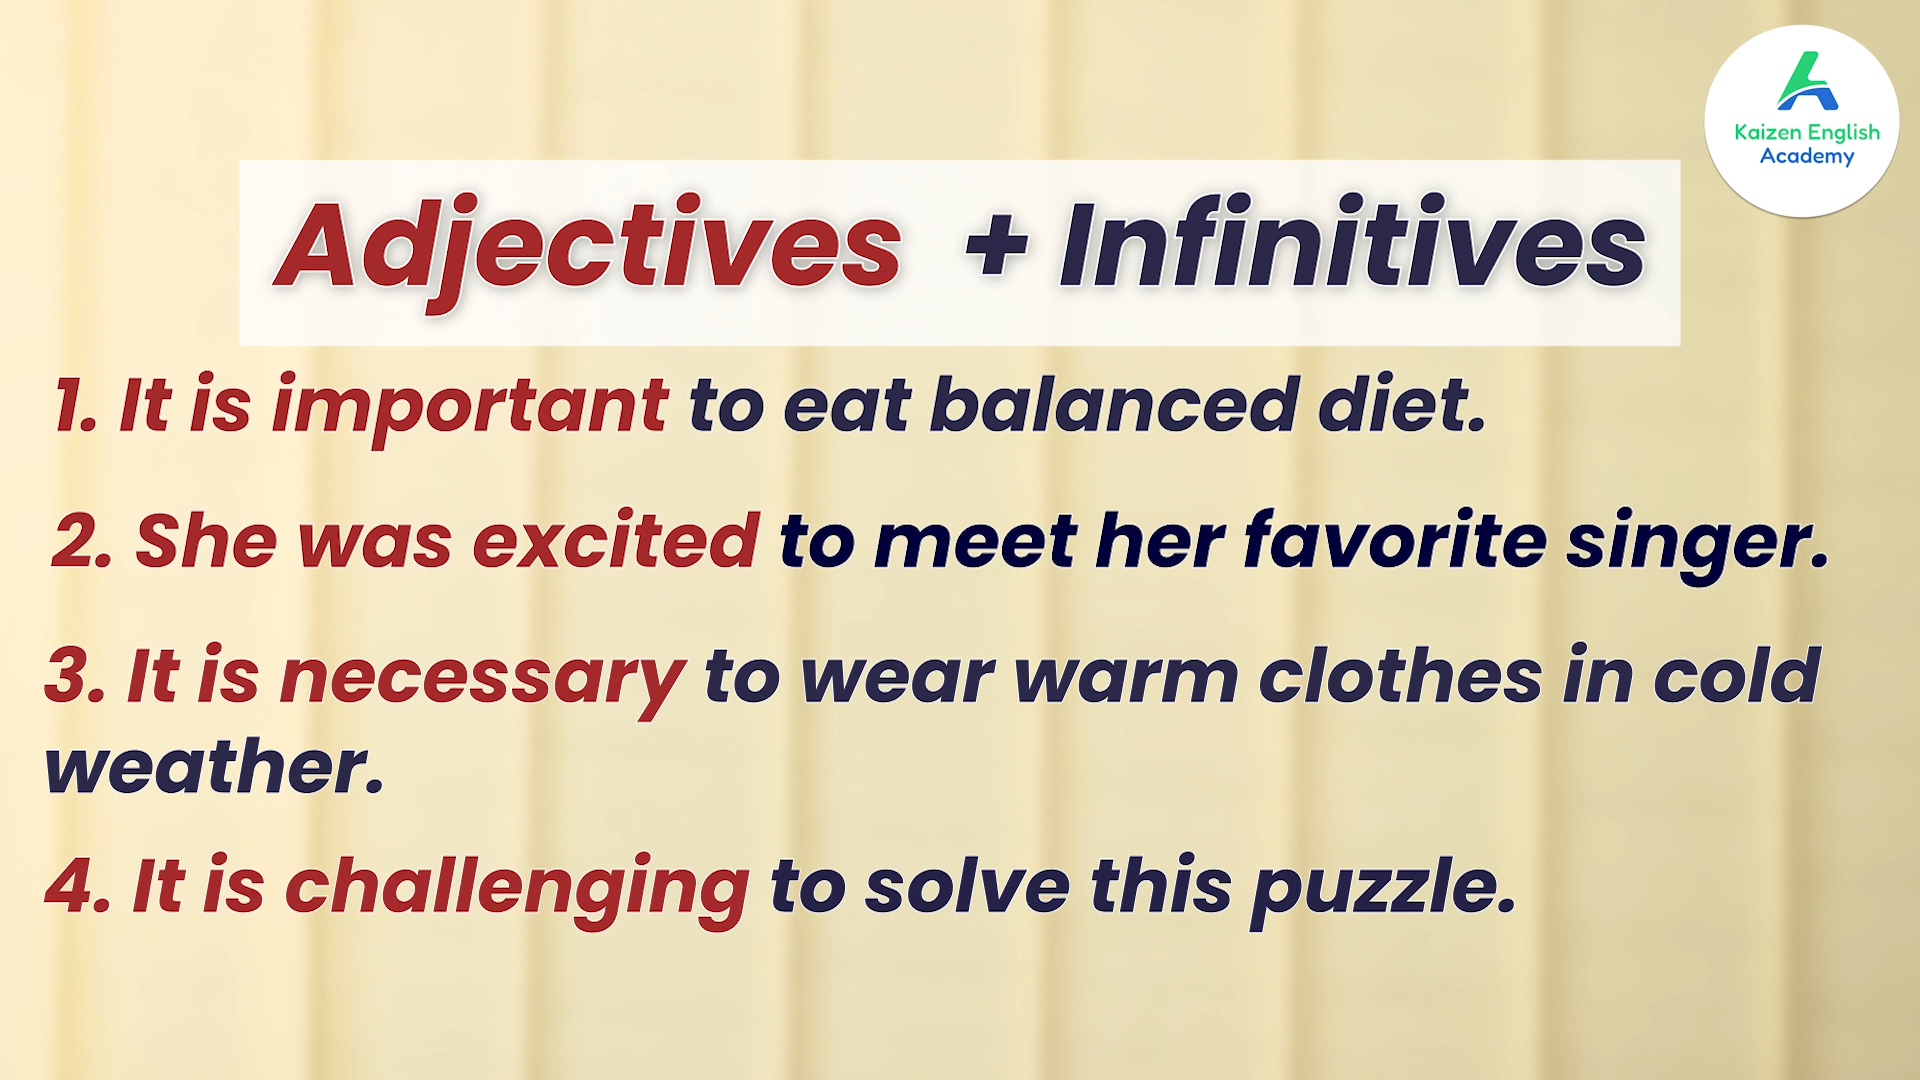 Kaizen English
Academy
Adjectives + Infinitives
1. It is important to eat balanced diet.
2. She was excited to meet her favorite singer.
3. It is necessary to wear warm clothes in cold
weather.
4. It is challenging to solve this puzzle.